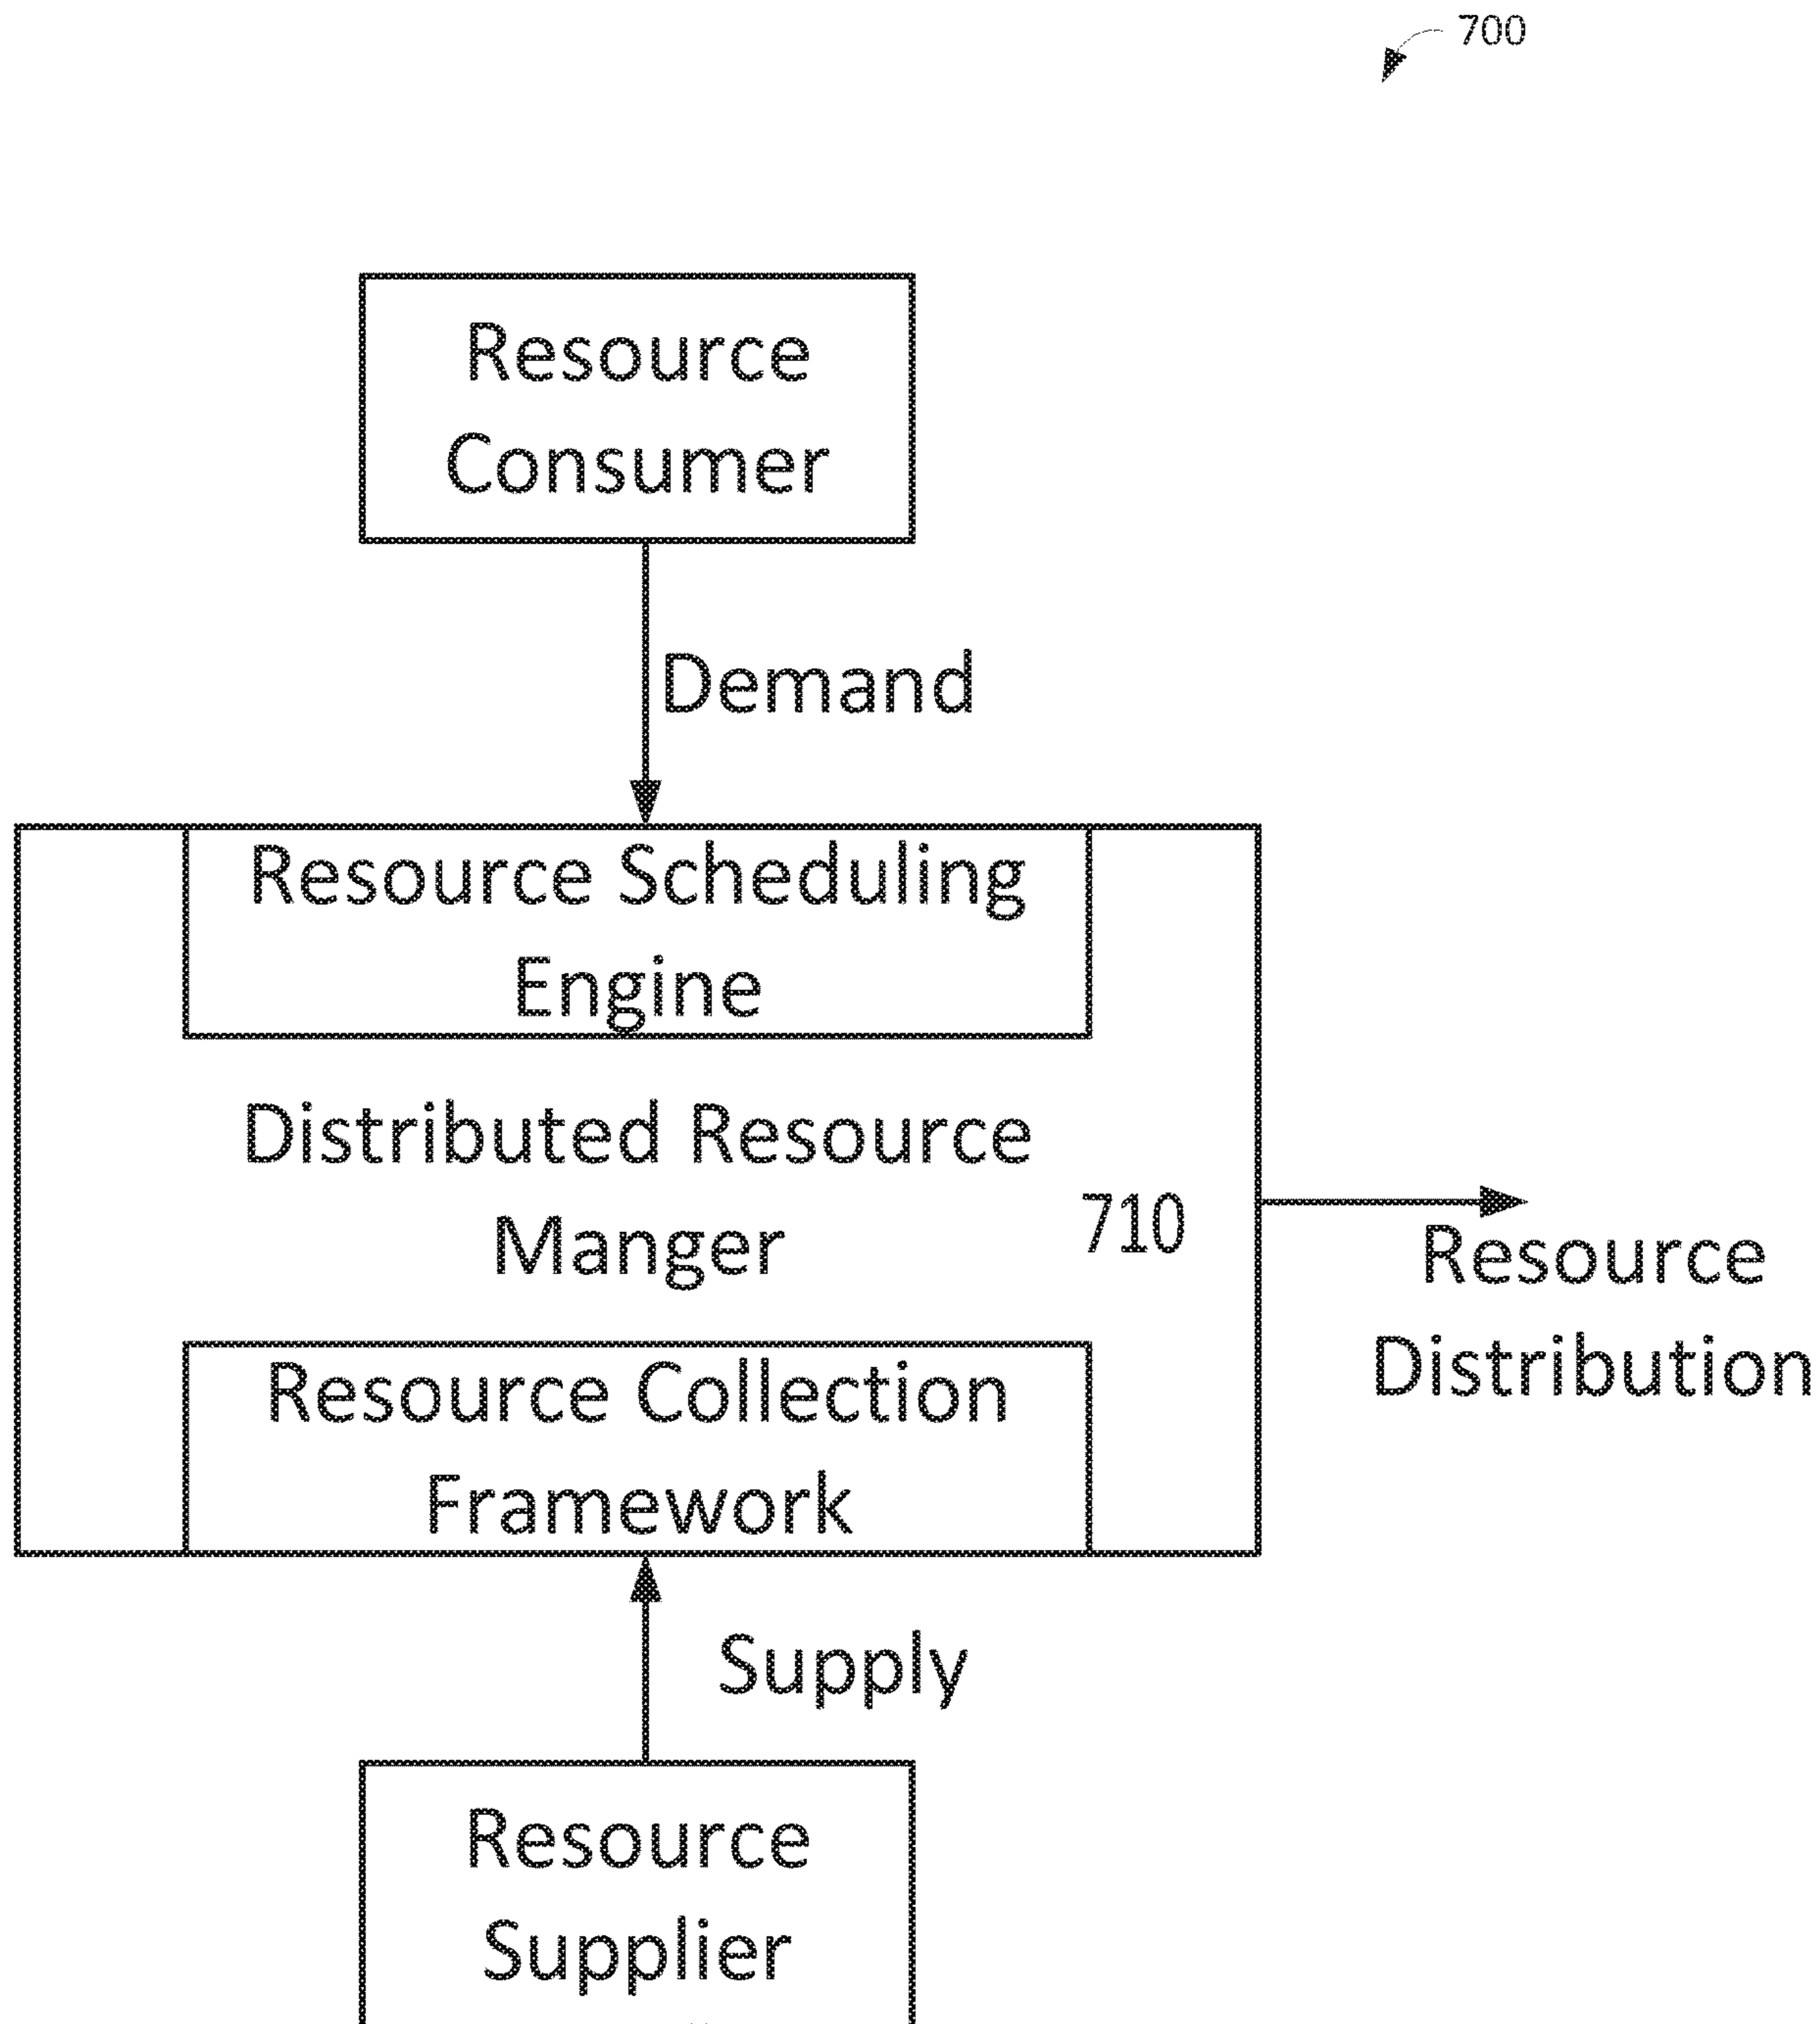 700
Resource
Consumer
Demand
Resource Scheduling
Engine
Distributed Resource
Manger
710
Resource
Distribution
Resource Collection
Framework
Supply
Resource
Supplier